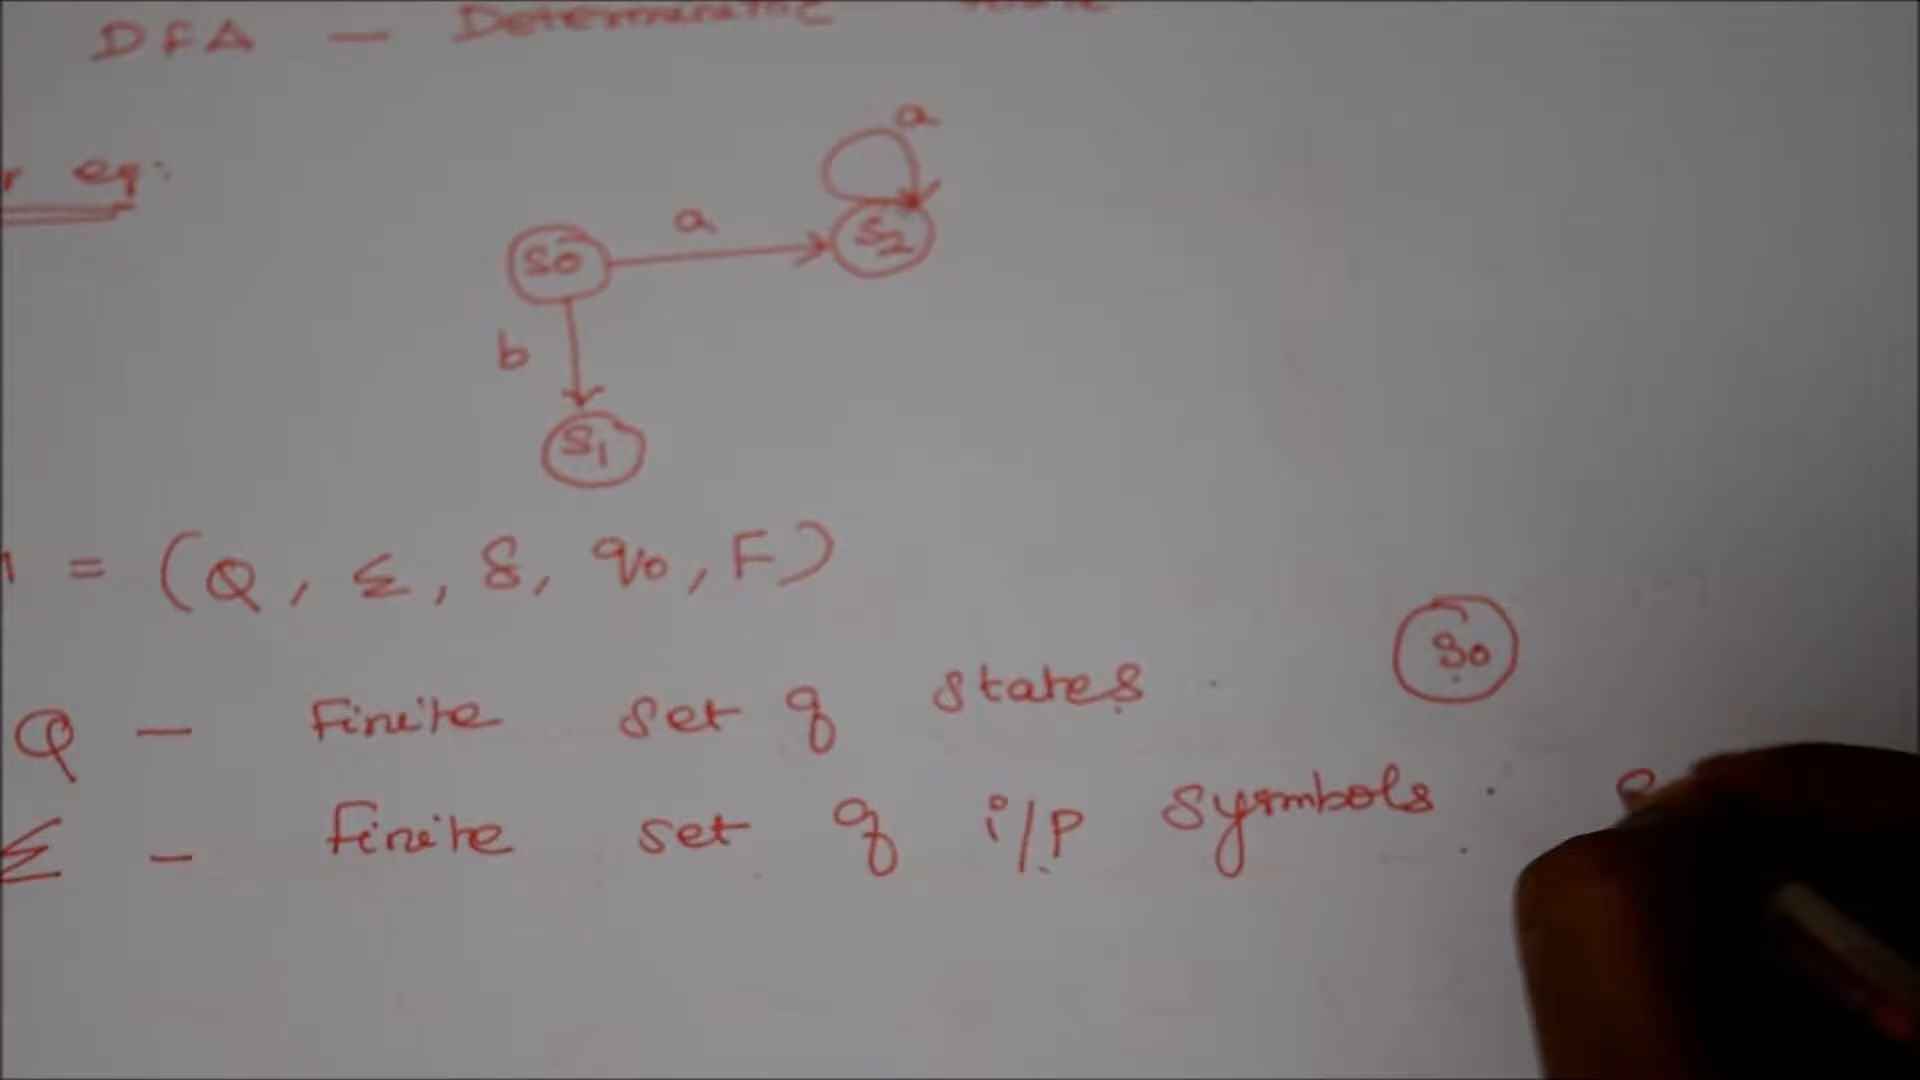 DFA — Deterministic
eg:
a
a
S0
S2
b
S1
= (Q, Σ, δ, q0, F)
S0
Q — Finite set of states.
Σ — finite set of i/p symbols.